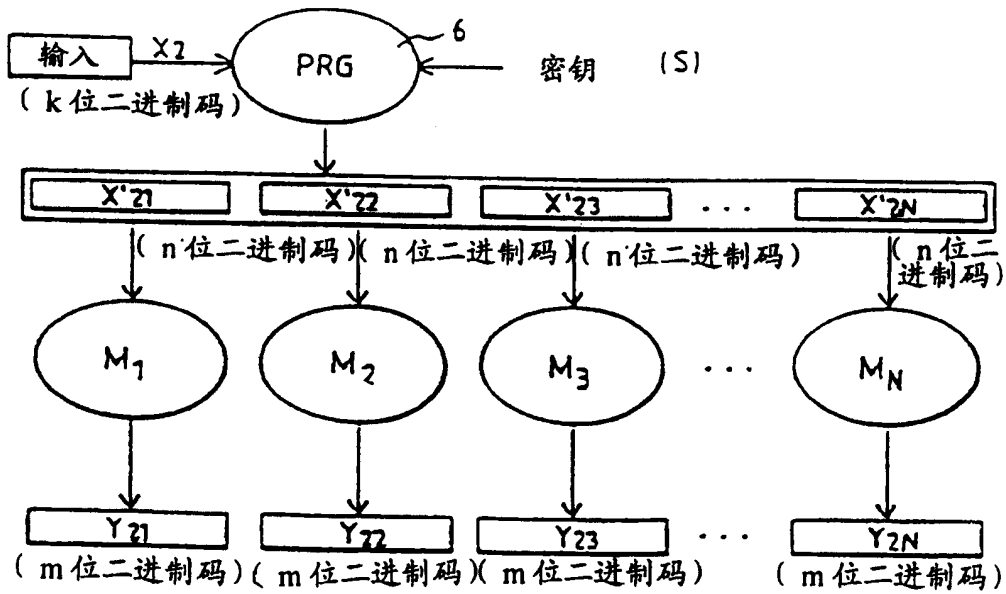 输入 X2 PRG 6 密钥 (S)
(k位二进制码)
X'21 X'22 X'23 ... X'2N
(n位二进制码)(n位二进制码)(n位二进制码) (n位二
进制码)
M1 M2 M3 ... MN
Y21 Y22 Y23 ... Y2N
(m位二进制码)(m位二进制码)(m位二进制码) (m位二进制码)